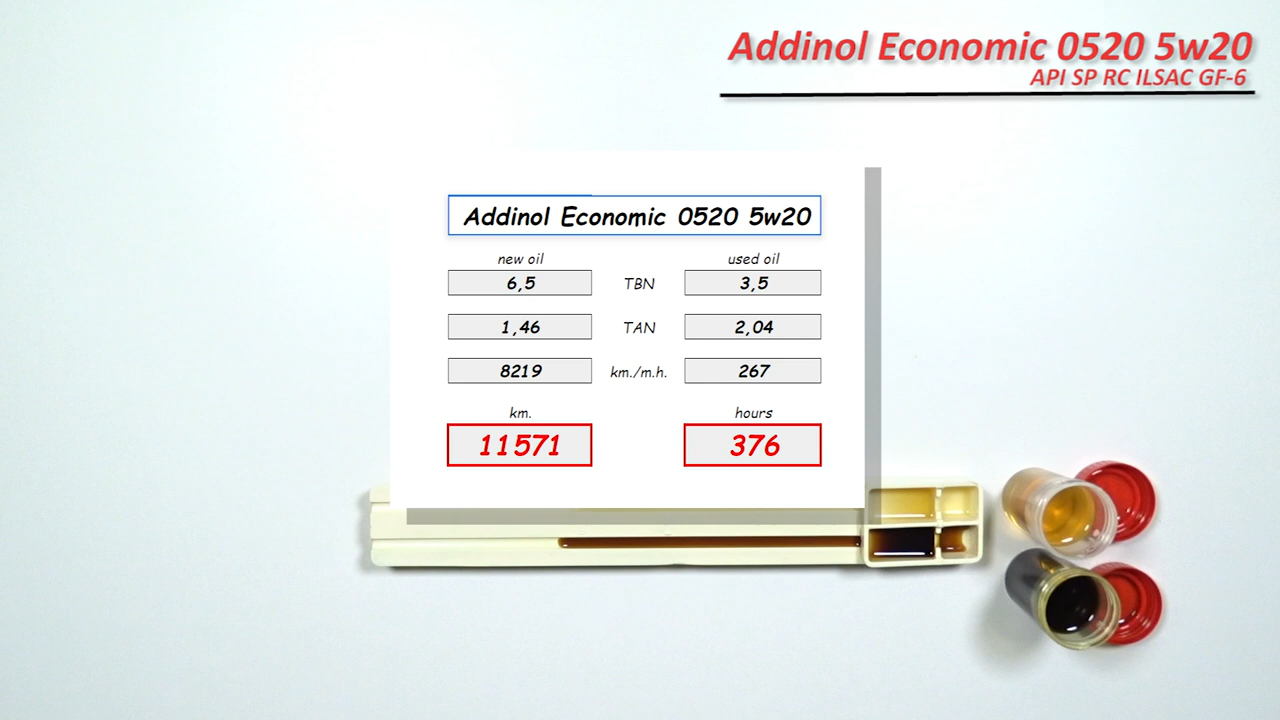 Addinol Economic 0520 5w20
API SP RC ILSAC GF-6
Addinol Economic 0520 5w20
new oil used oil
6,5 TBN 3,5
1,46 TAN 2,04
8219 km./m.h. 267
km. hours
11571 376